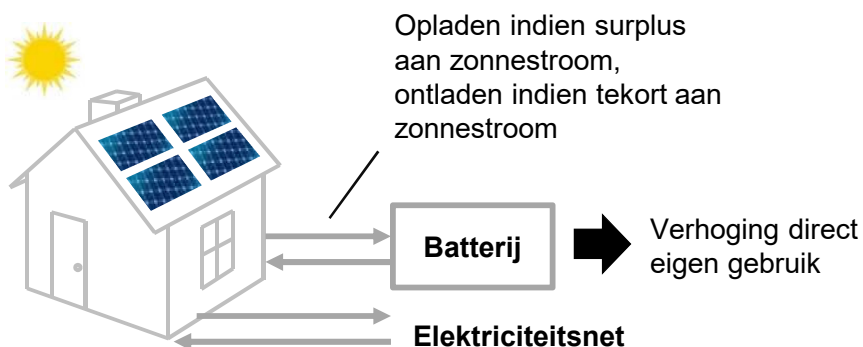 Opladen indien surplus
aan zonnestroom,
ontladen indien tekort aan
zonnestroom
Batterij
Verhoging direct
eigen gebruik
Elektriciteitsnet